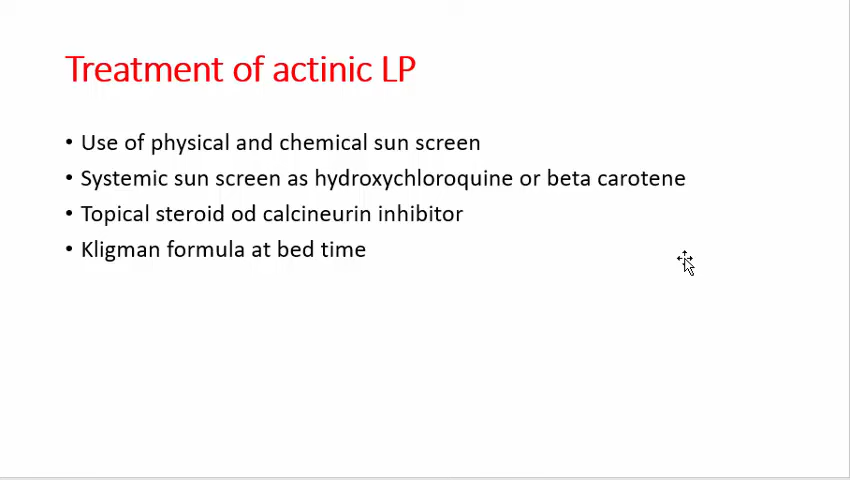 Treatment of actinic LP
• Use of physical and chemical sun screen
• Systemic sun screen as hydroxychloroquine or beta carotene
• Topical steroid od calcineurin inhibitor
• Kligman formula at bed time